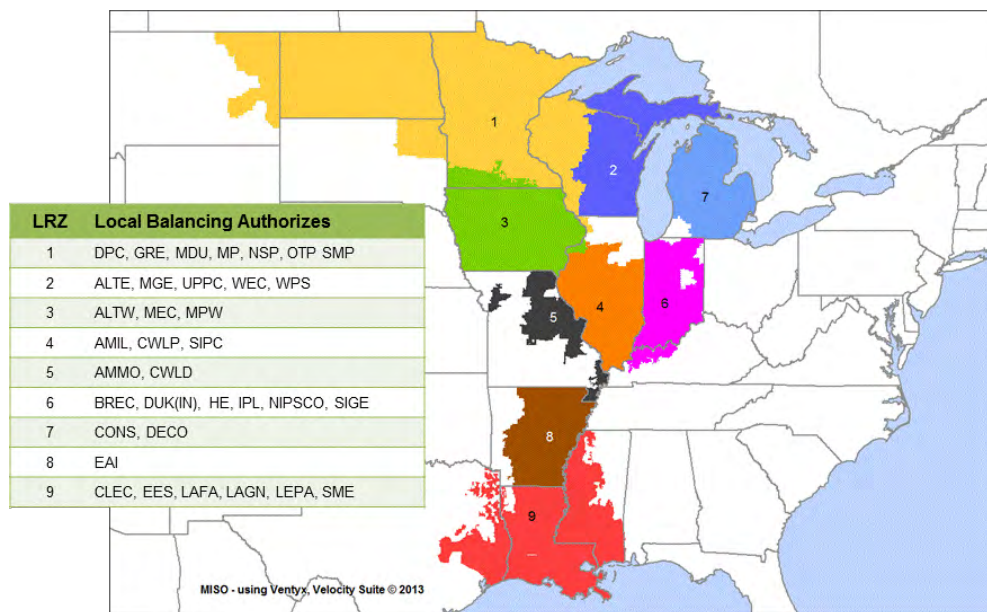 LRZ Local Balancing Authorizes
1 DPC, GRE, MDU, MP, NSP, OTP SMP
2 ALTE, MGE, UPPC, WEC, WPS
3 ALTW, MEC, MPW
4 AMIL, CWLP, SIPC
5 AMMO, CWLD
6 BREC, DUK(IN), HE, IPL, NIPSCO, SIGE
7 CONS, DECO
8 EAI
9 CLEC, EES, LAFA, LAGN, LEPA, SME
1
2
7
3
4
6
5
8
9
MISO - using Ventyx, Velocity Suite © 2013